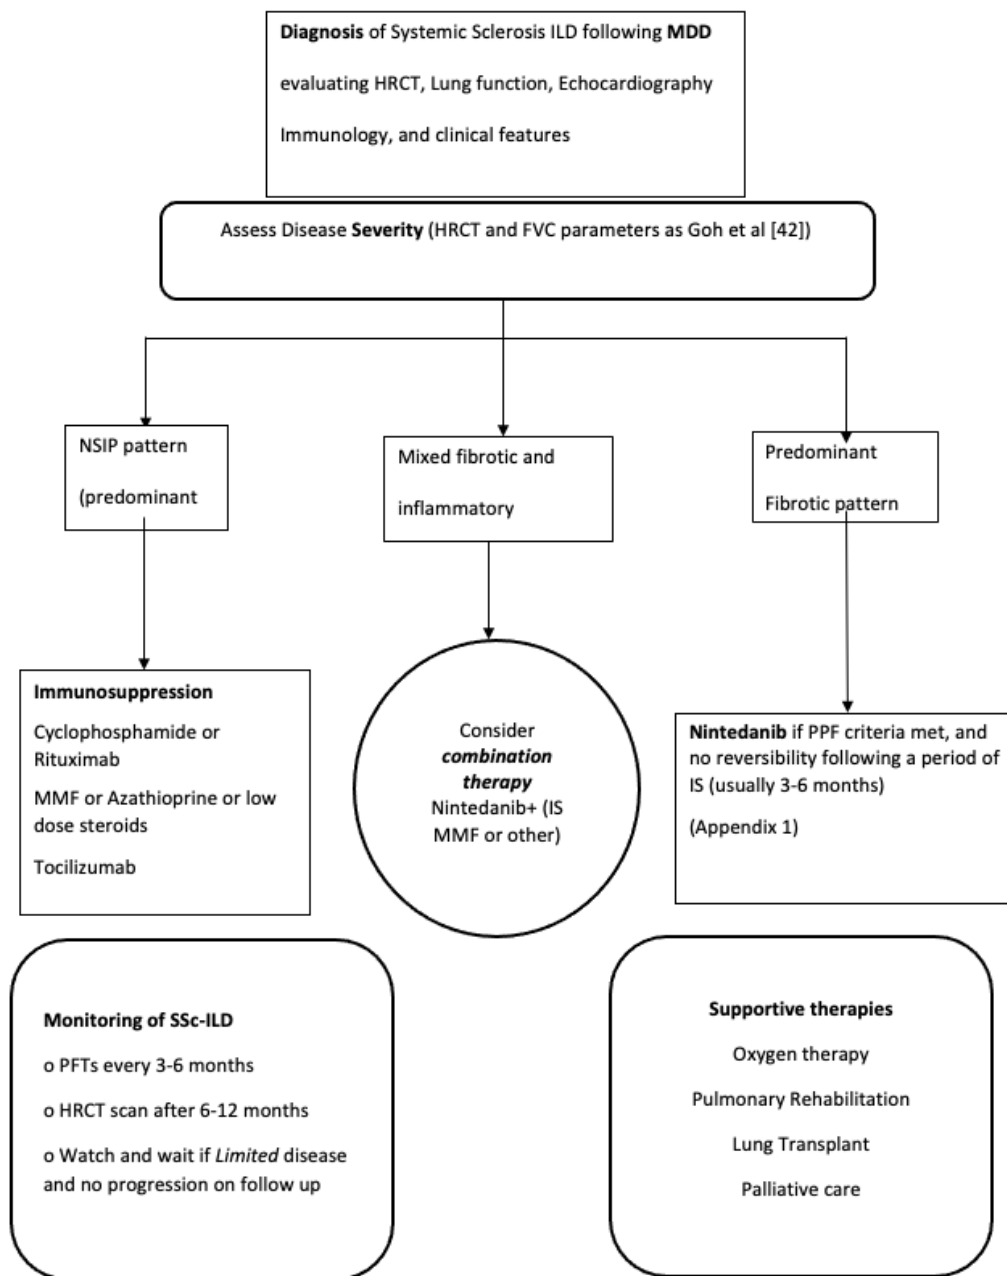 Diagnosis of Systemic Sclerosis ILD following MDD
evaluating HRCT, Lung function, Echocardiography
Immunology, and clinical features
Assess Disease Severity (HRCT and FVC parameters as Goh et al [42])
NSIP pattern
(predominant
Mixed fibrotic and
inflammatory
Predominant
Fibrotic pattern
Immunosuppression
Cyclophosphamide or
Rituximab
MMF or Azathioprine or low
dose steroids
Tocilizumab
Consider
combination
therapy
Nintedanib+ (IS
MMF or other)
Nintedanib if PPF criteria met, and
no reversibility following a period of
IS (usually 3-6 months)
(Appendix 1)
Monitoring of SSc-ILD
o PFTs every 3-6 months
o HRCT scan after 6-12 months
o Watch and wait if Limited disease
and no progression on follow up
Supportive therapies
Oxygen therapy
Pulmonary Rehabilitation
Lung Transplant
Palliative care